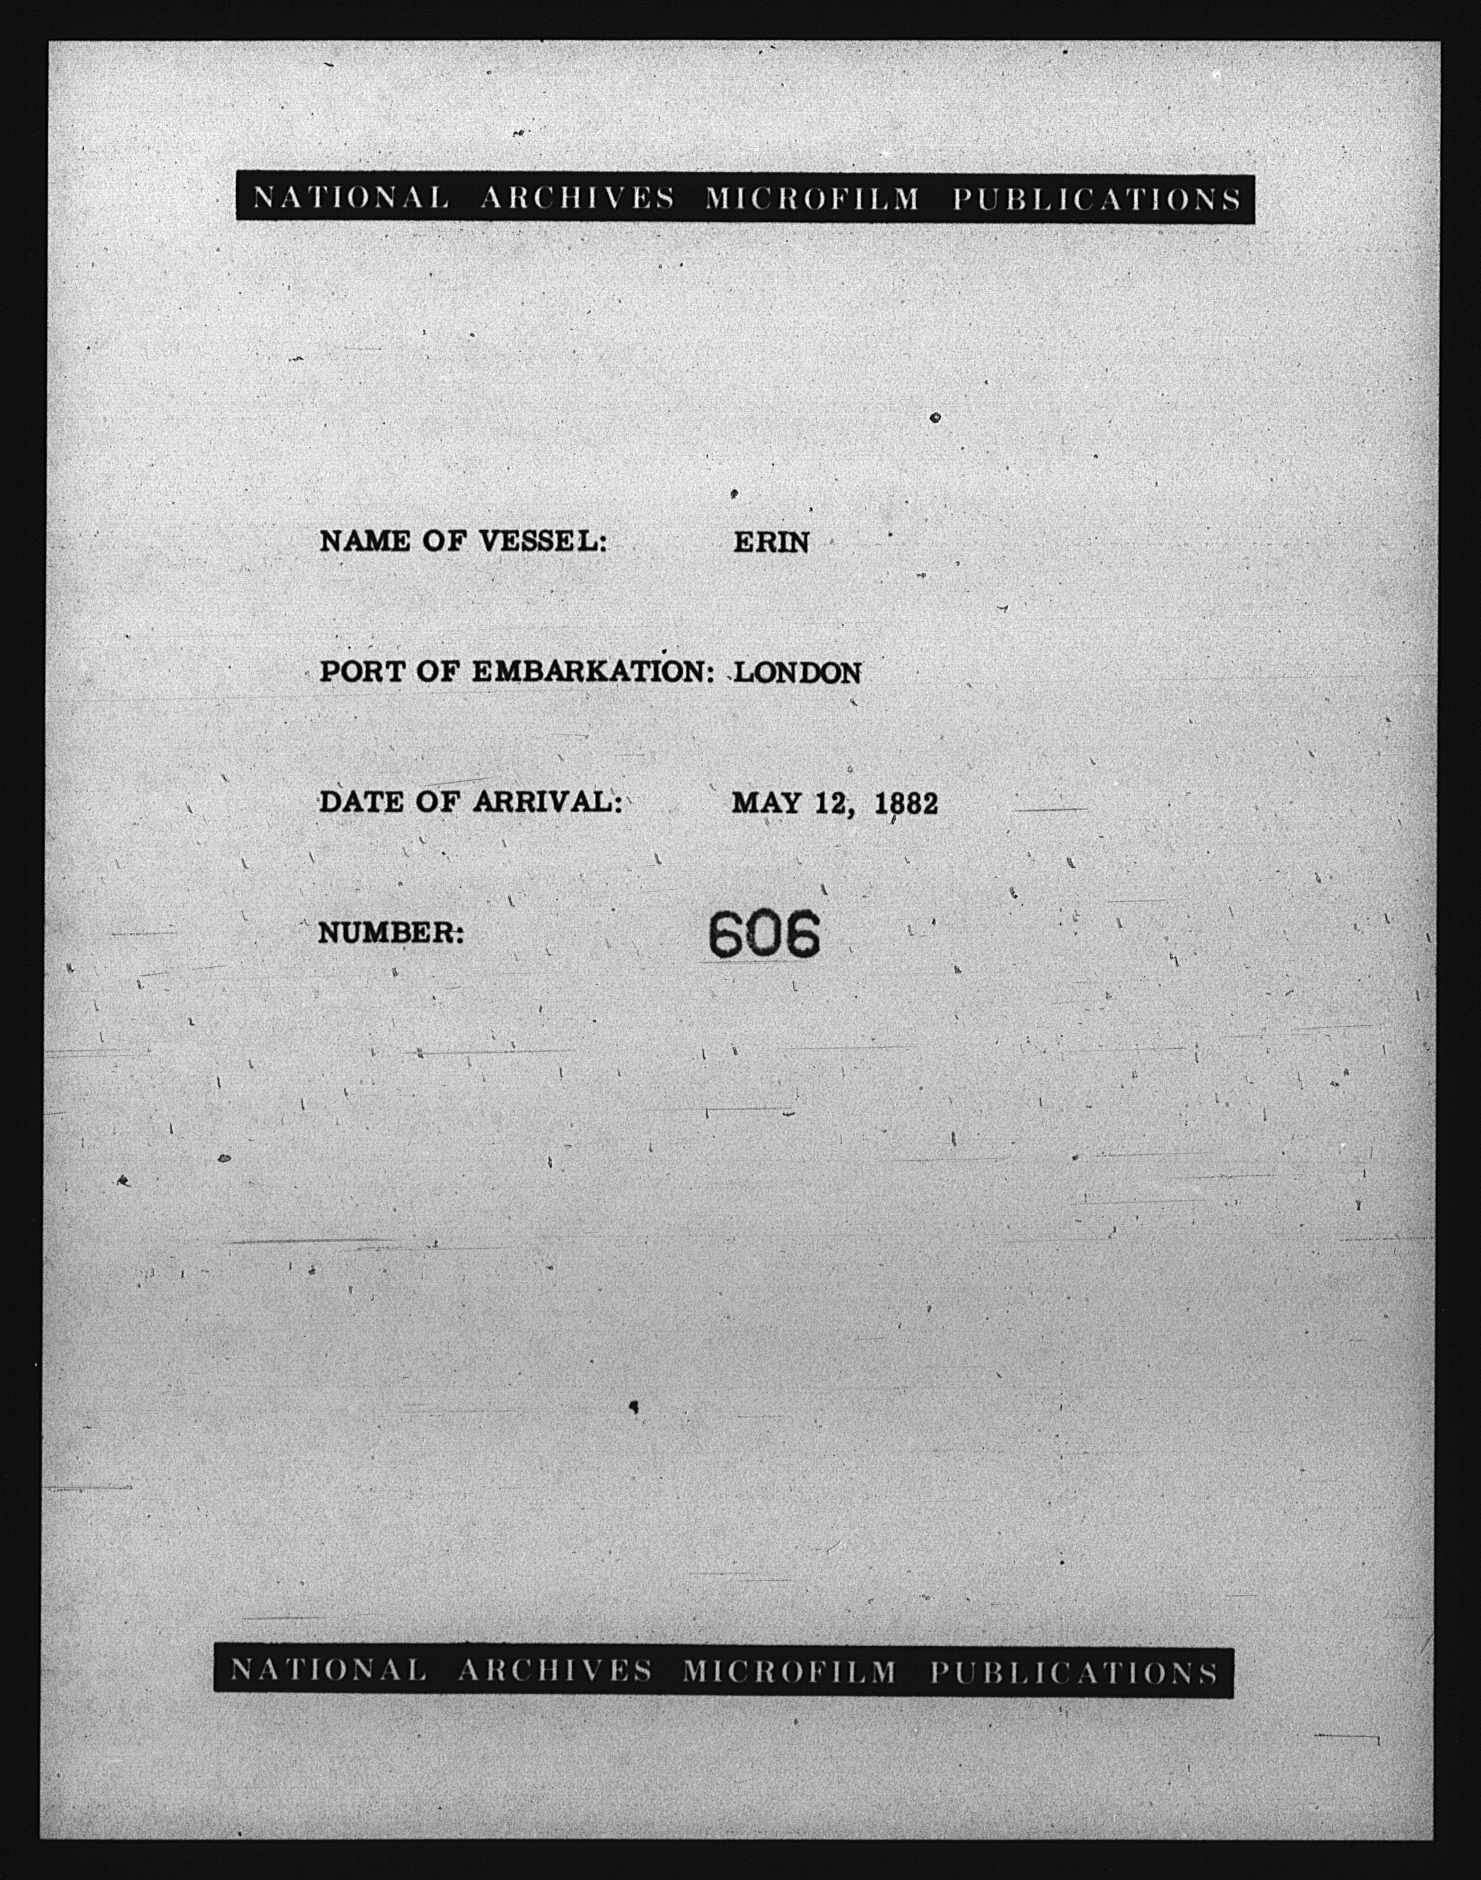 NATIONAL ARCHIVES MICROFILM PUBLICATIONS
NAME OF VESSEL: ERIN
PORT OF EMBARKATION: LONDON
DATE OF ARRIVAL: MAY 12, 1882
NUMBER: 606
NATIONAL ARCHIVES MICROFILM PUBLICATIONS